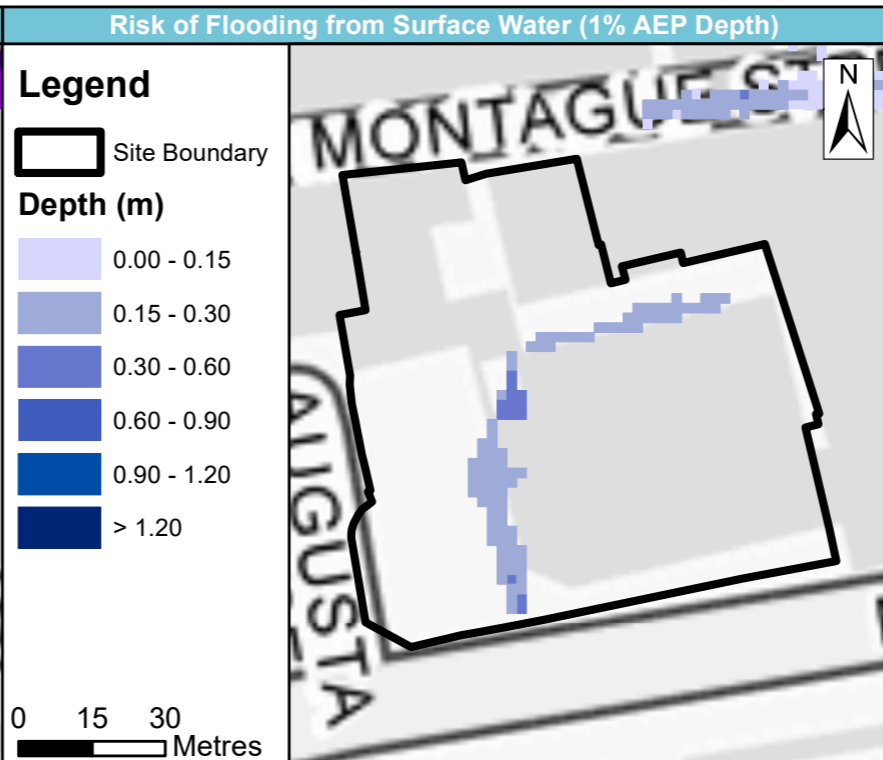 Risk of Flooding from Surface Water (1% AEP Depth)
Legend
Site Boundary
Depth (m)
0.00 - 0.15
0.15 - 0.30
0.30 - 0.60
0.60 - 0.90
0.90 - 1.20
> 1.20
0 15 30
Metres
N
MONTAGUE
AUGUSTA